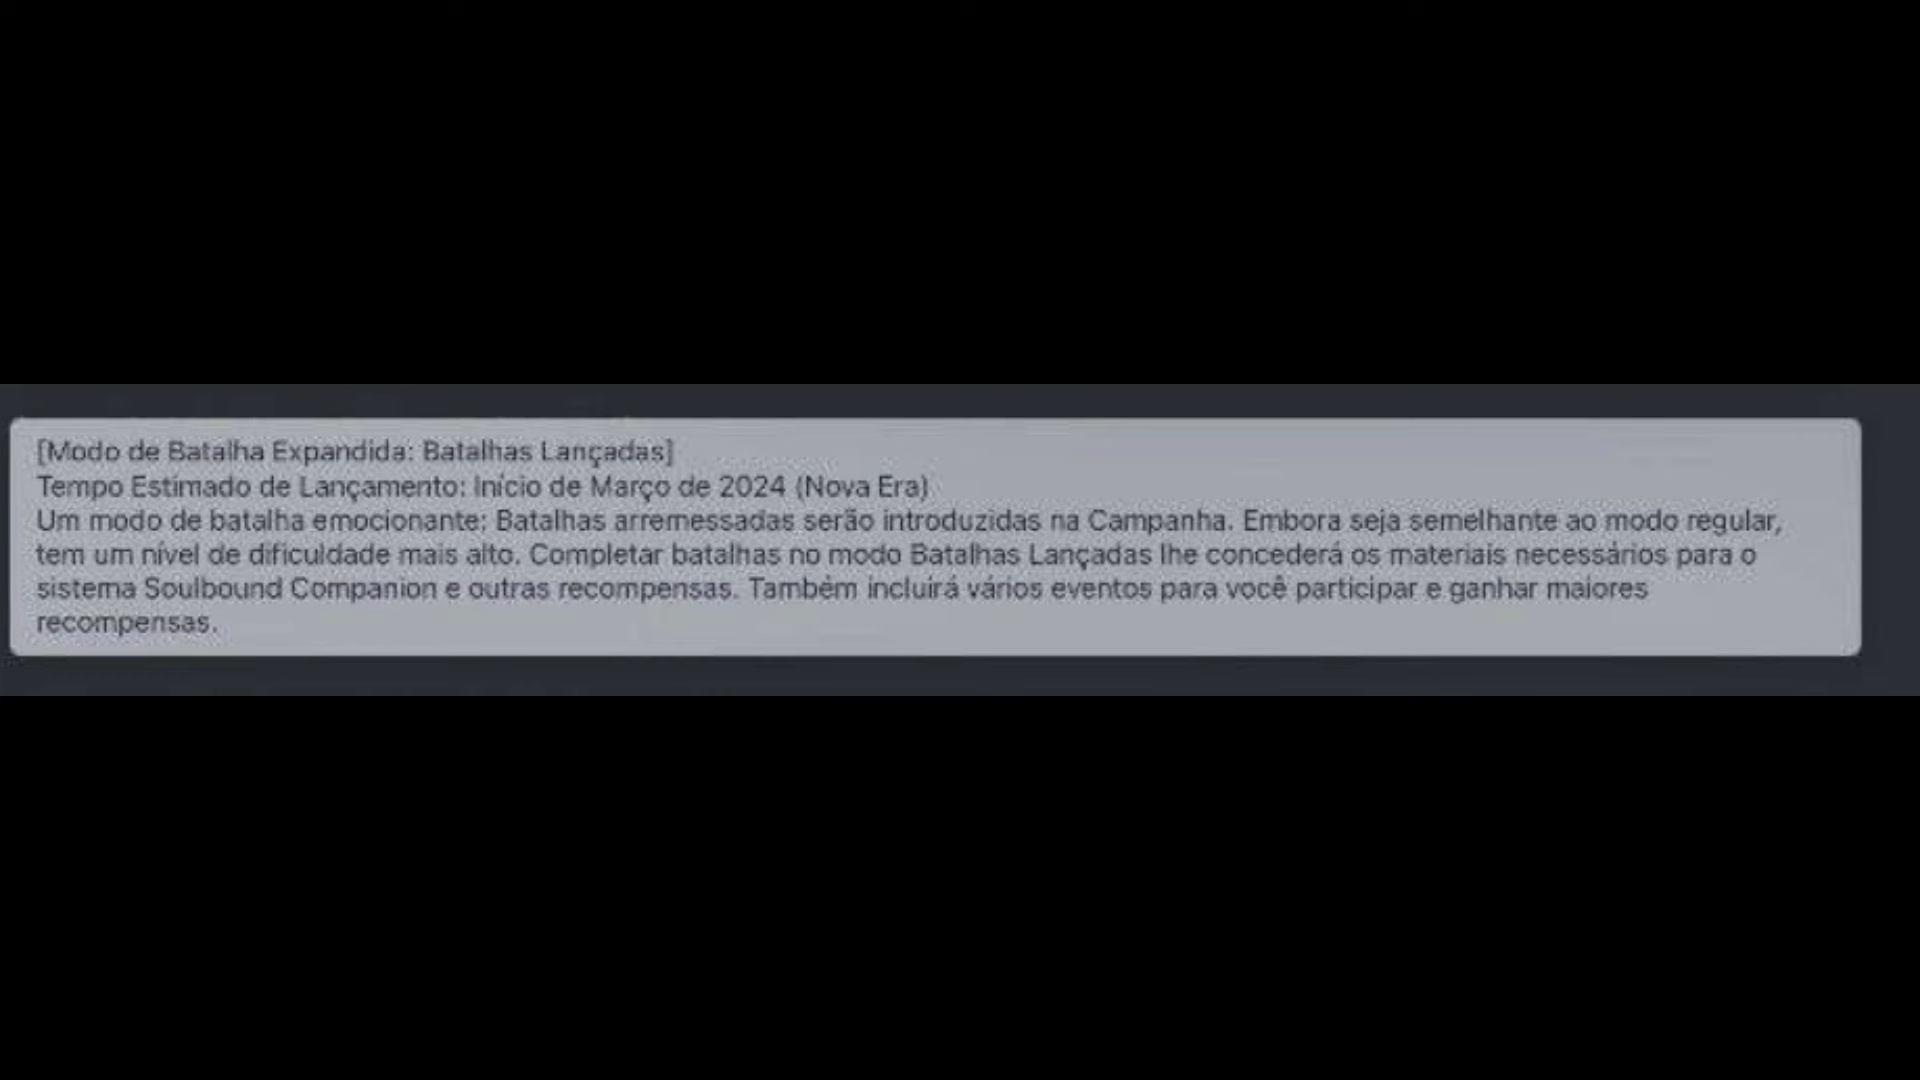 [Modo de Batalha Expandida: Batalhas Lançadas]
Tempo Estimado de Lançamento: Início de Março de 2024 (Nova Era)
Um modo de batalha emocionante: Batalhas arremessadas serão introduzidas na Campanha. Embora seja semelhante ao modo regular,
tem um nível de dificuldade mais alto. Completar batalhas no modo Batalhas Lançadas lhe concederá os materiais necessários para o
sistema Soulbound Companion e outras recompensas. Também incluirá vários eventos para você participar e ganhar maiores
recompensas.